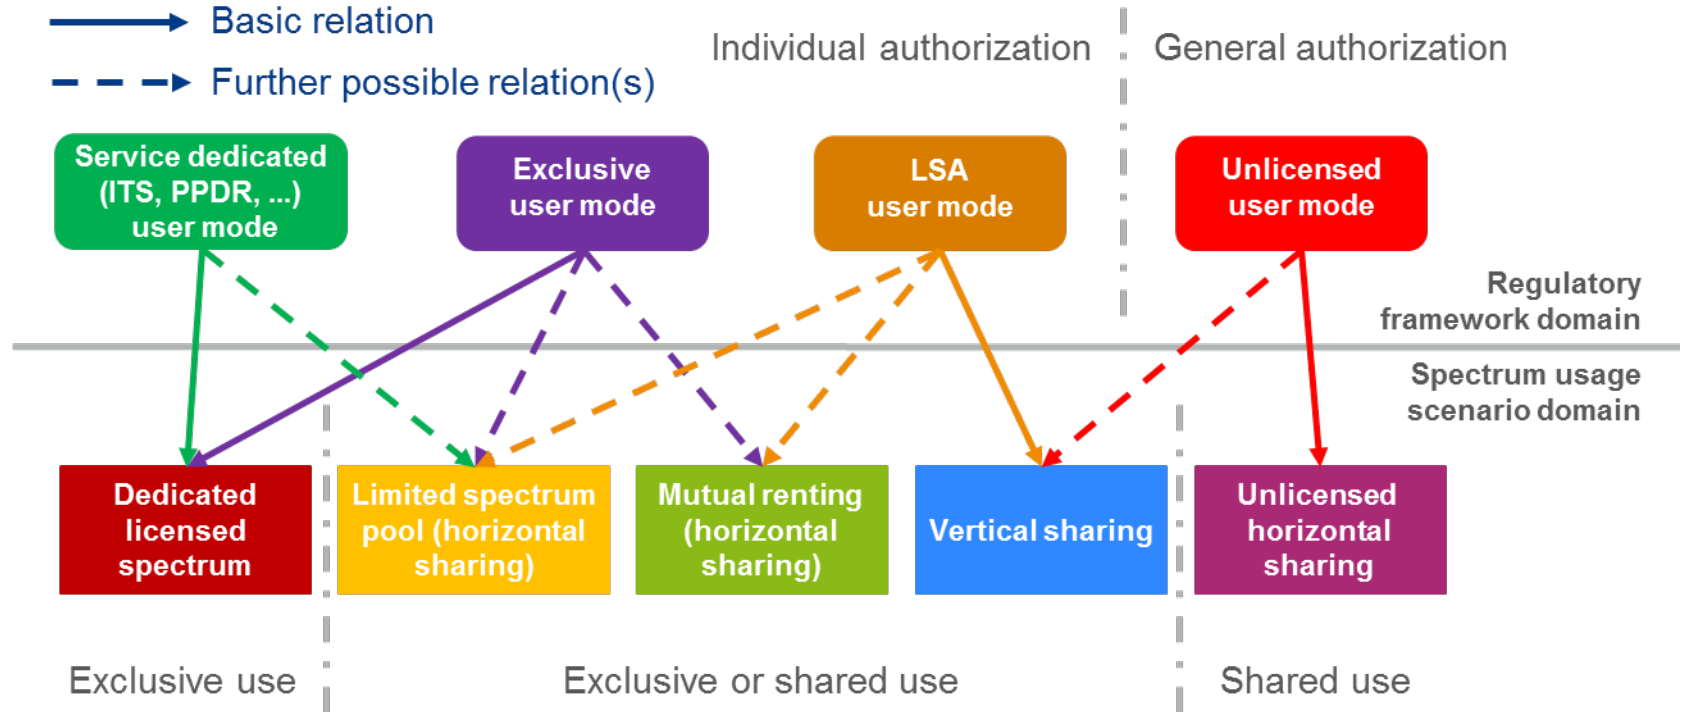 Basic relation
Further possible relation(s)
Individual authorization
General authorization
Service dedicated
(ITS, PPDR, ...)
user mode
Exclusive
user mode
LSA
user mode
Unlicensed
user mode
Regulatory
framework domain
Spectrum usage
scenario domain
Dedicated
licensed
spectrum
Limited spectrum
pool (horizontal
sharing)
Mutual renting
(horizontal
sharing)
Vertical sharing
Unlicensed
horizontal
sharing
Exclusive use
Exclusive or shared use
Shared use